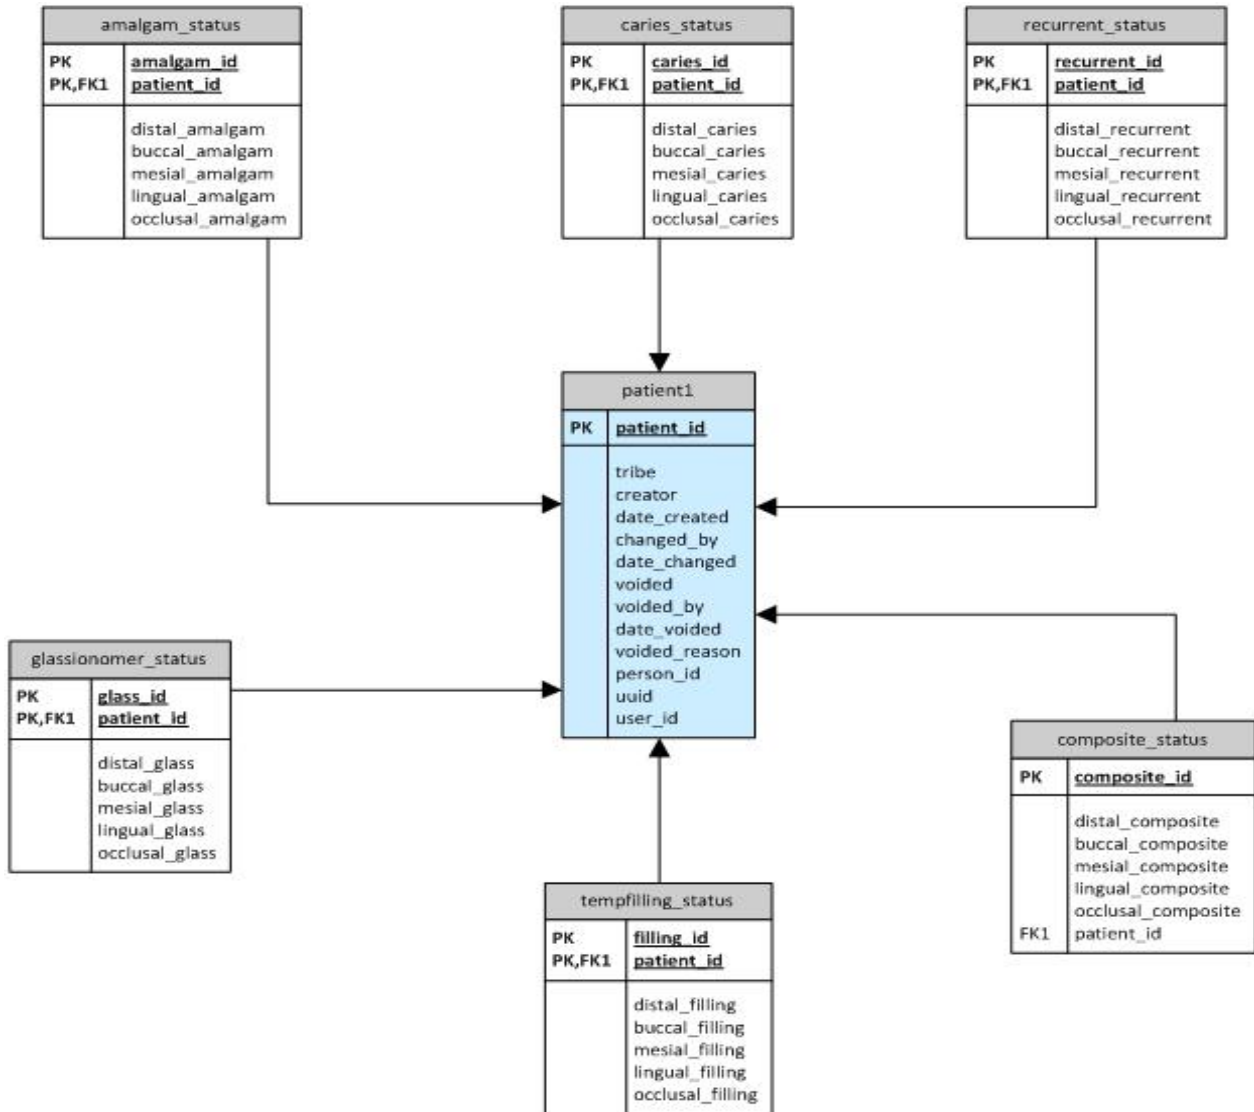 amalgam_status
PK amalgam_id
PK,FK1 patient_id
distal_amalgam
buccal_amalgam
mesial_amalgam
lingual_amalgam
occlusal_amalgam
caries_status
PK caries_id
PK,FK1 patient_id
distal_caries
buccal_caries
mesial_caries
lingual_caries
occlusal_caries
recurrent_status
PK recurrent_id
PK,FK1 patient_id
distal_recurrent
buccal_recurrent
mesial_recurrent
lingual_recurrent
occlusal_recurrent
patient1
PK patient_id
tribe
creator
date_created
changed_by
date_changed
voided
voided_by
date_voided
voided_reason
person_id
uuid
user_id
glassionomer_status
PK glass_id
PK,FK1 patient_id
distal_glass
buccal_glass
mesial_glass
lingual_glass
occlusal_glass
composite_status
PK composite_id
distal_composite
buccal_composite
mesial_composite
lingual_composite
occlusal_composite
FK1 patient_id
tempfilling_status
PK filling_id
PK,FK1 patient_id
distal_filling
buccal_filling
mesial_filling
lingual_filling
occlusal_filling